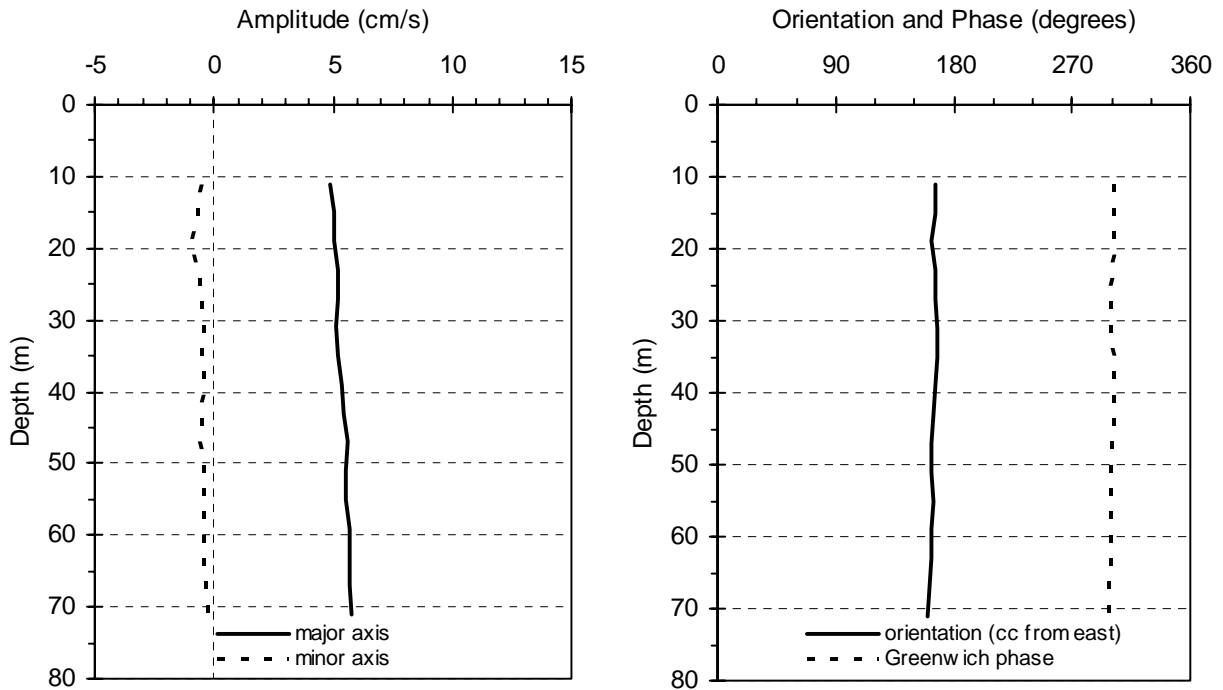 Amplitude (cm/s)
-5 0 5 10 15
0
10
20
30
40
50
60
70
80
Depth (m)
major axis
minor axis
Orientation and Phase (degrees)
0 90 180 270 360
0
10
20
30
40
50
60
70
80
Depth (m)
orientation (cc from east)
Greenwich phase